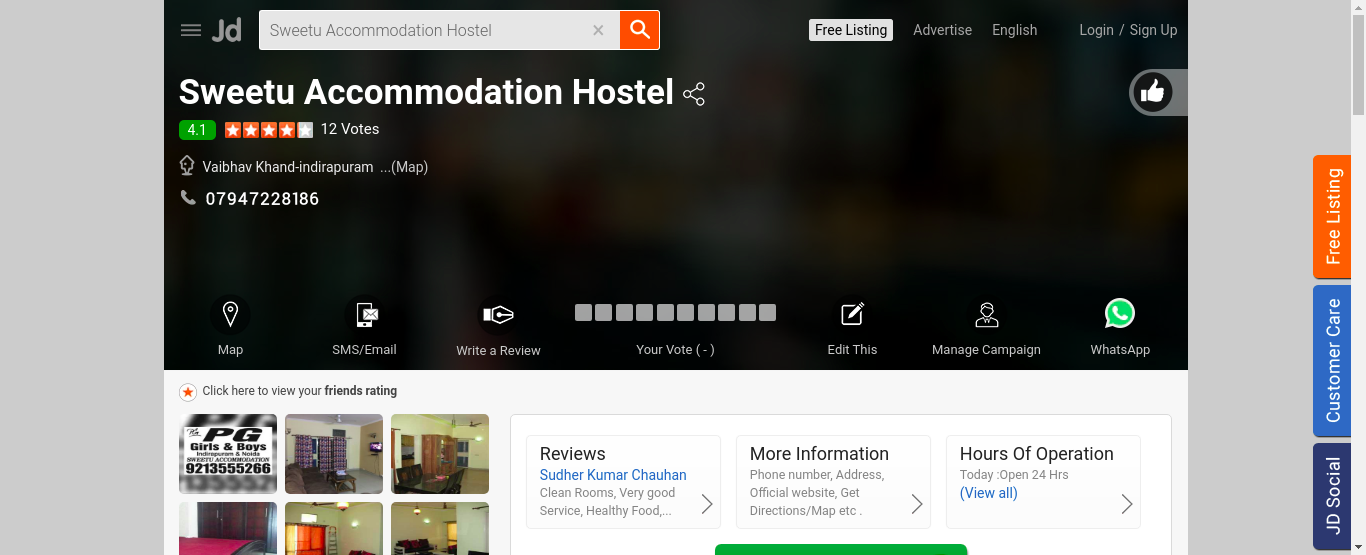 Jd
Sweetu Accommodation Hostel
Free Listing
Advertise
English
Login / Sign Up
Sweetu Accommodation Hostel
4.1
12 Votes
Vaibhav Khand-indirapuram ...(Map)
07947228186
Map
SMS/Email
Write a Review
Your Vote ( - )
Edit This
Manage Campaign
WhatsApp
Click here to view your friends rating
PG
Girls & Boys
Indirapuram & Noida
SWEETU ACCOMMODATION
9213555266
Reviews
Sudher Kumar Chauhan
Clean Rooms, Very good
Service, Healthy Food,...
More Information
Phone number, Address,
Official website, Get
Directions/Map etc .
Hours Of Operation
Today :Open 24 Hrs
(View all)
Free Listing
Customer Care
JD Social